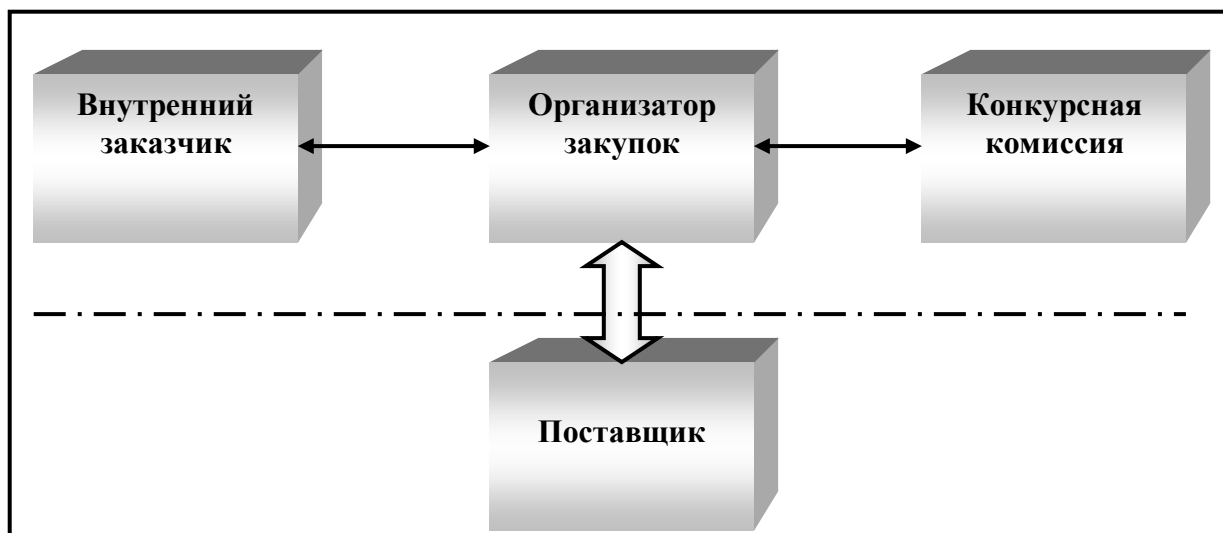 Внутренний
заказчик
Организатор
закупок
Конкурсная
комиссия
Поставщик